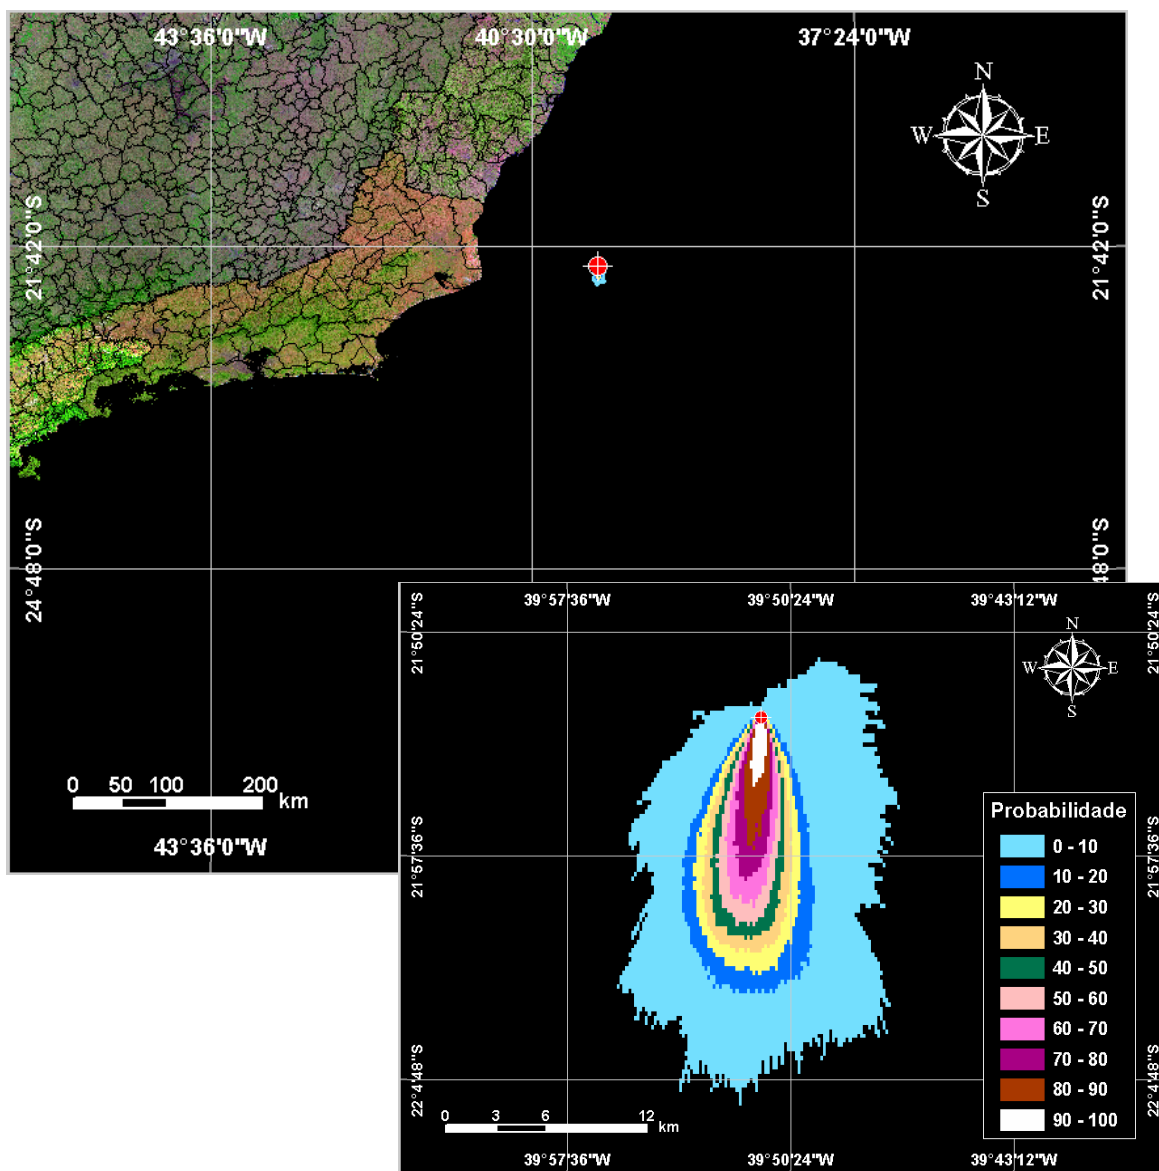 43°36'0"W 40°30'0"W 37°24'0"W
N
W E
S
21°42'0"S 21°42'0"S
24°48'0"S 48'0"S
0 50 100 200
km
43°36'0"W
39°57'36"W 39°50'24"W 39°43'12"W
21°50'24"S 21°50'24"S
N
W E
S
21°57'36"S 21°57'36"S
Probabilidade
0 - 10
10 - 20
20 - 30
30 - 40
40 - 50
50 - 60
60 - 70
70 - 80
80 - 90
90 - 100
22°4'48"S 22°4'48"S
0 3 6 12
km
39°57'36"W 39°50'24"W 39°43'12"W